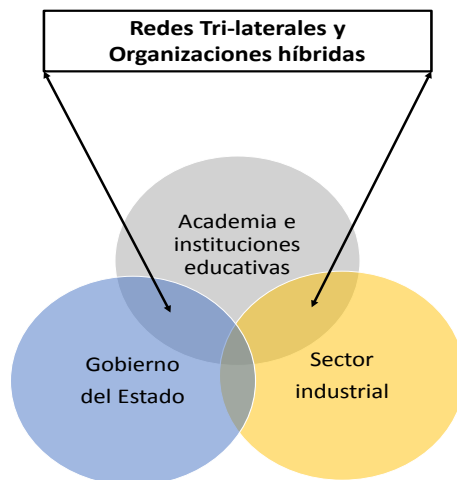 Redes Tri-laterales y
Organizaciones híbridas
Academia e
instituciones
educativas
Gobierno
del Estado
Sector
industrial